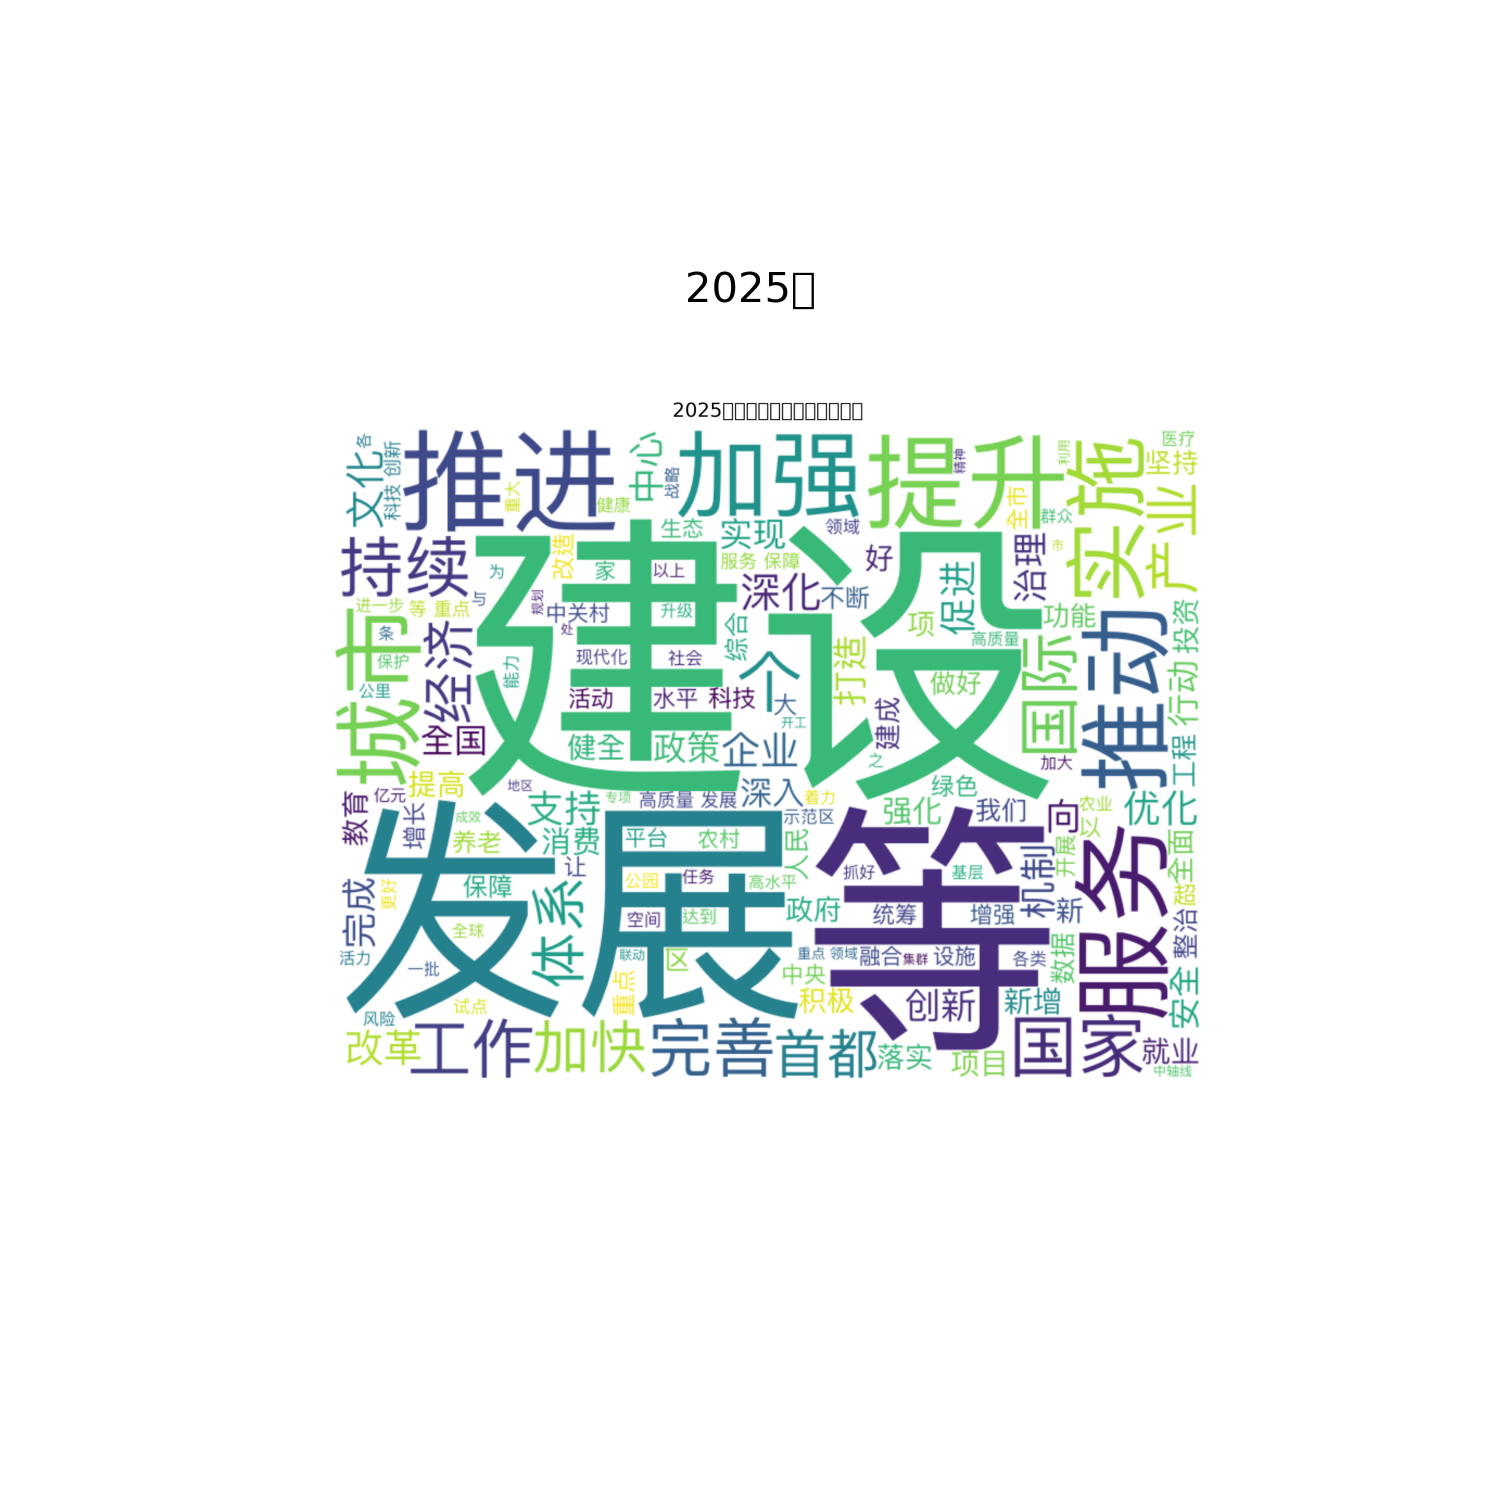 2025□
2025□□□□□□□□□□□□□
建设
发展
等
推进
加强
提升
实施
产业
推动
服务
国家
城市
持续
经济
文化
各
科技 创新
重大
健康
中心
战略
精神
利用
全市
群众
医疗
坚持
生态
实现
领域
好
治理
市
为
改造
家
以上
服务 保障
深化
不断
促进
功能
投资
进一步
等 重点
与
规划
中关村
处
升级
综合
项
高质量
国际
条
保护
公里
能力
现代化
社会
个
打造
做好
行动
全国
活动
水平
科技
大
开工
建成
工程
健全
政策
企业
之
加大
提高
地区
深入
着力
绿色
教育
亿元
增长
成效
支持
专项
高质量 发展
示范区
强化
我们
向
以
农业
优化
养老
消费
平台
农村
人民
开展
全面
让
保障
公园
任务
高水平
抓好
基层
机制
超
完成
更好
体系
空间
达到
政府
统筹
增强
新
整治
全球
活力
一批
联动
区
重点 领域
融合
集群
设施
各类
数据
中央
安全
试点
重点
积极
创新
新增
风险
改革
工作
加快
完善
首都
落实
项目
就业
中轴线